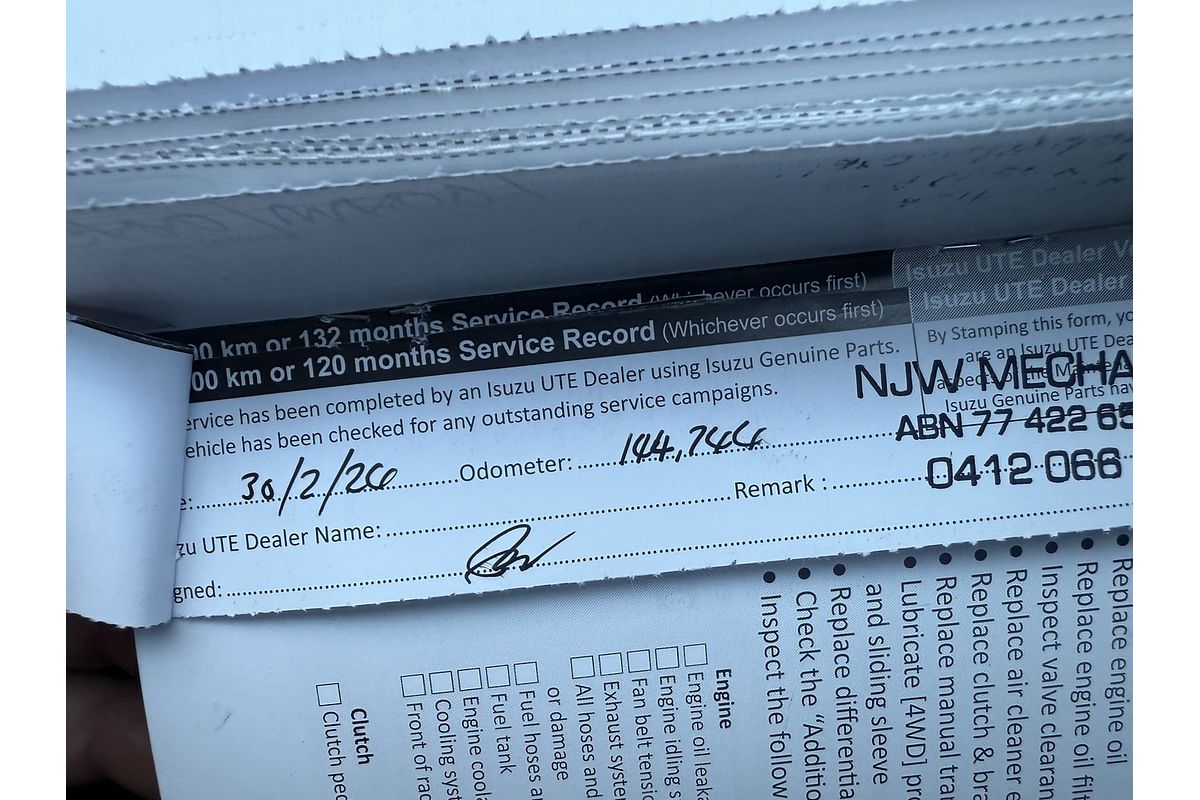 00 km or 132 months Service Record (Whichever occurs first)
Isuzu UTE Dealer
00 km or 120 months Service Record (Whichever occurs first)
Isuzu UTE Dealer
ervice has been completed by an Isuzu UTE Dealer using Isuzu Genuine Parts.
ehicle has been checked for any outstanding service campaigns.
By Stamping this form, yo
are an Isuzu UTE Dea
Isuzu Genuine Parts hav
NJW MECHA
ABN 77 422 65
0412 066
e: 30/2/24 Odometer: 144,744
zu UTE Dealer Name: Remark :
gned:
Replace engine oil
Replace engine oil filt
Inspect valve clearan
Replace air cleaner e
Replace clutch & bra
Replace manual tran
Lubricate [4WD] pro
and sliding sleeve
Replace differentia
Check the “Additio
Inspect the follow
Engine
Engine oil leaka
Engine idling s
Fan belt tensio
Exhaust system
All hoses and
or damage
Fuel hoses a
Fuel tank
Engine coola
Cooling syst
Front of rad
Clutch
Clutch ped